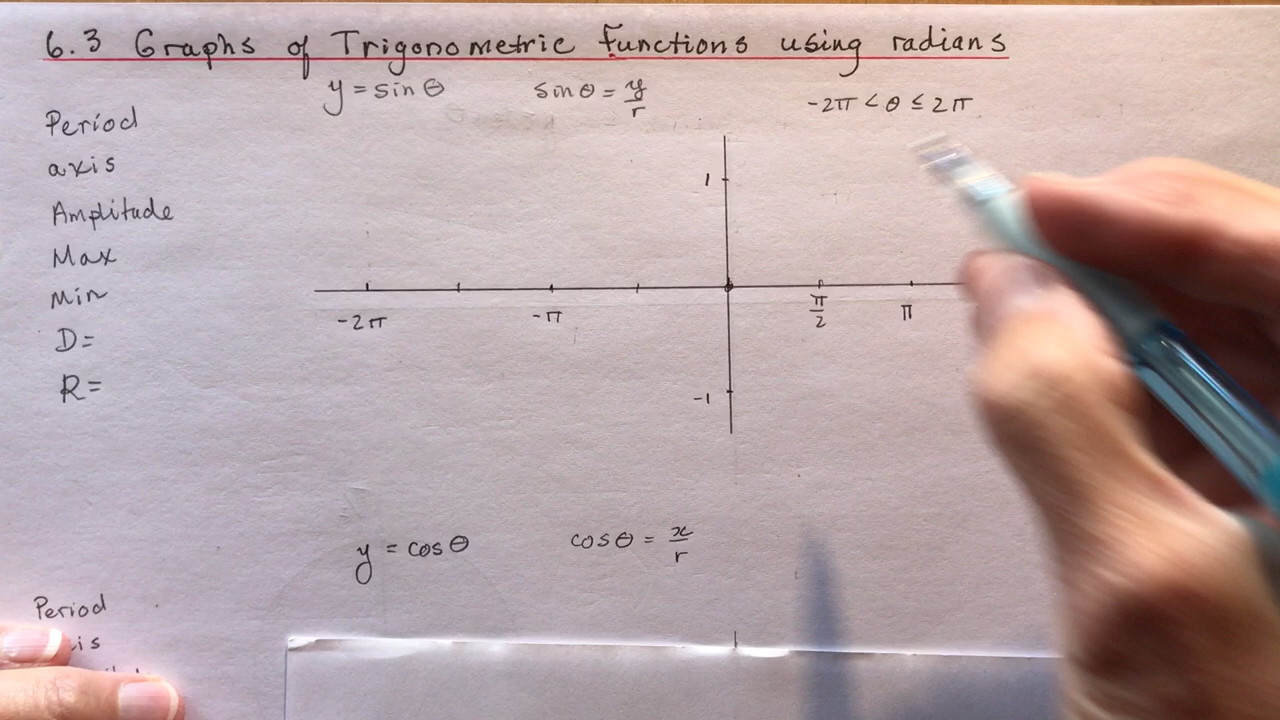 6.3 Graphs of Trigonometric Functions using radians
y = sin θ sin θ = y/r -2π < θ ≤ 2π
Period
axis
Amplitude
Max
Min
D=
R=
1
-2π -π π/2 π
-1
y = cos θ cos θ = x/r
Period
is